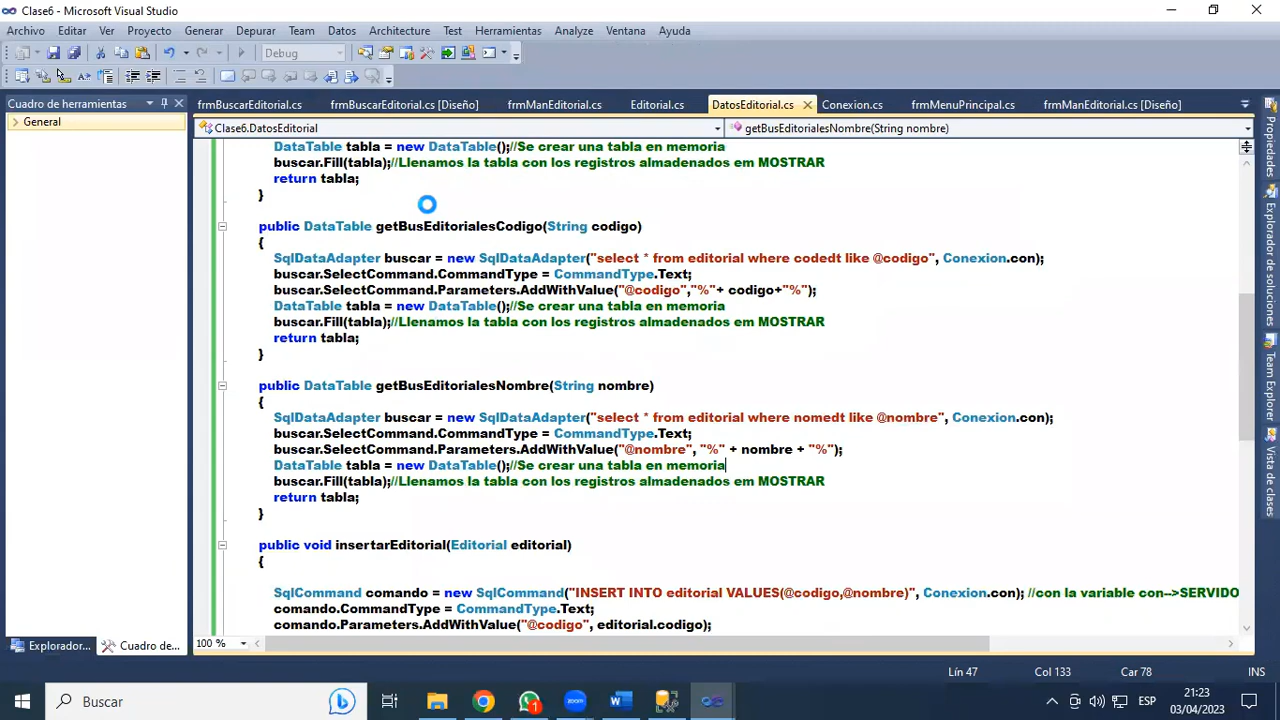 Clase6 - Microsoft Visual Studio
Archivo Editar Ver Proyecto Generar Depurar Team Datos Architecture Test Herramientas Analyze Ventana Ayuda
Debug
Cuadro de herramientas
General
frmBuscarEditorial.cs frmBuscarEditorial.cs [Diseño] frmManEditorial.cs Editorial.cs DatosEditorial.cs Conexion.cs frmMenuPrincipal.cs frmManEditorial.cs [Diseño]
Clase6.DatosEditorial getBusEditorialesNombre(String nombre)
DataTable tabla = new DataTable();//Se crear una tabla en memoria
buscar.Fill(tabla);//Llenamos la tabla con los registros almadenados em MOSTRAR
return tabla;
}
public DataTable getBusEditorialesCodigo(String codigo)
{
SqlDataAdapter buscar = new SqlDataAdapter("select * from editorial where codedt like @codigo", Conexion.con);
buscar.SelectCommand.CommandType = CommandType.Text;
buscar.SelectCommand.Parameters.AddWithValue("@codigo","%"+ codigo+"%");
DataTable tabla = new DataTable();//Se crear una tabla en memoria
buscar.Fill(tabla);//Llenamos la tabla con los registros almadenados em MOSTRAR
return tabla;
}
public DataTable getBusEditorialesNombre(String nombre)
{
SqlDataAdapter buscar = new SqlDataAdapter("select * from editorial where nomedt like @nombre", Conexion.con);
buscar.SelectCommand.CommandType = CommandType.Text;
buscar.SelectCommand.Parameters.AddWithValue("@nombre", "%" + nombre + "%");
DataTable tabla = new DataTable();//Se crear una tabla en memoria
buscar.Fill(tabla);//Llenamos la tabla con los registros almadenados em MOSTRAR
return tabla;
}
public void insertarEditorial(Editorial editorial)
{
SqlCommand comando = new SqlCommand("INSERT INTO editorial VALUES(@codigo,@nombre)", Conexion.con); //con la variable con-->SERVIDO
comando.CommandType = CommandType.Text;
comando.Parameters.AddWithValue("@codigo", editorial.codigo);
100 %
Propiedades
Explorador de soluciones
Team Explorer
Vista de clases
Explorador... Cuadro de...
Lín 47 Col 133 Car 78 INS
Buscar
ESP
21:23
03/04/2023